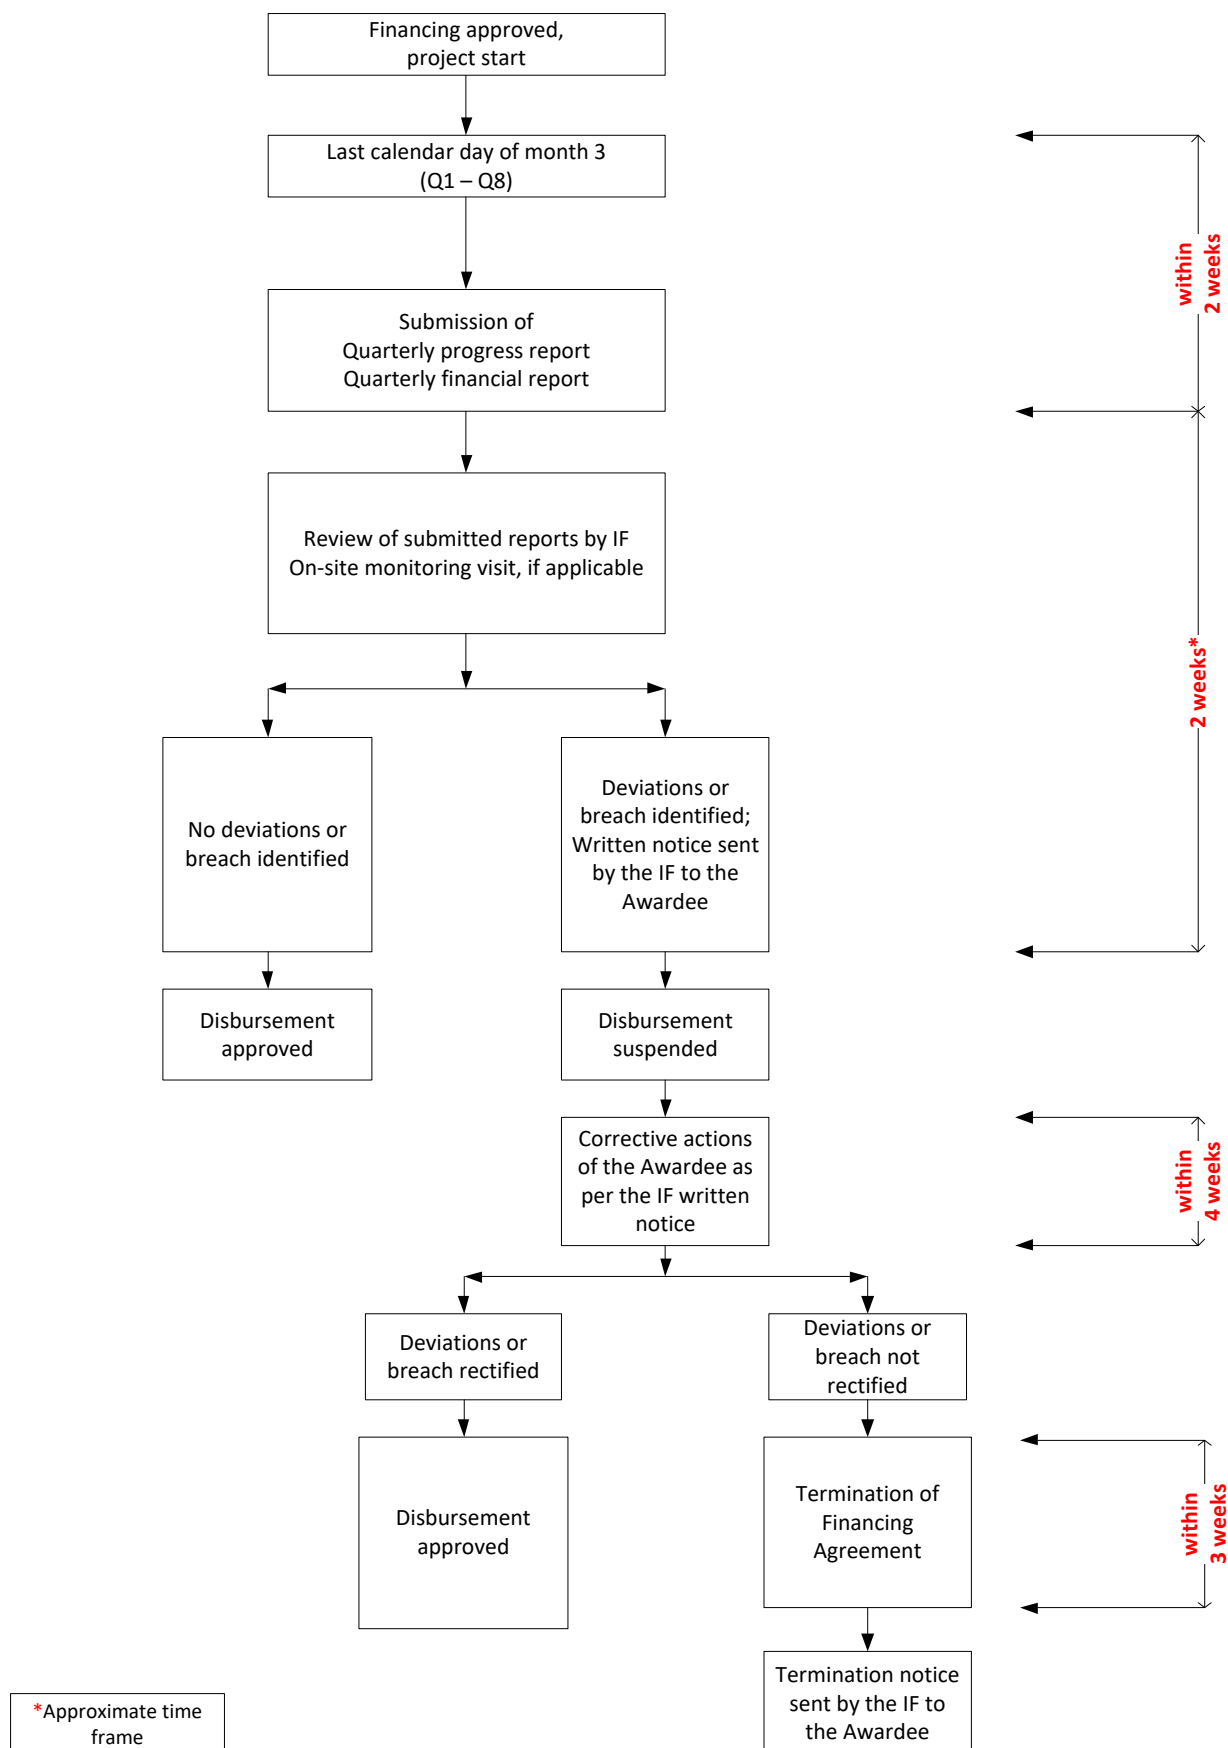 Financing approved,
project start
Last calendar day of month 3
(Q1 – Q8)
within
2 weeks
Submission of
Quarterly progress report
Quarterly financial report
Review of submitted reports by IF
On-site monitoring visit, if applicable
2 weeks*
No deviations or
breach identified
Deviations or
breach identified;
Written notice sent
by the IF to the
Awardee
Disbursement
approved
Disbursement
suspended
Corrective actions
of the Awardee as
per the IF written
notice
within
4 weeks
Deviations or
breach rectified
Deviations or
breach not
rectified
Disbursement
approved
Termination of
Financing
Agreement
within
3 weeks
Termination notice
sent by the IF to
the Awardee
*Approximate time
frame